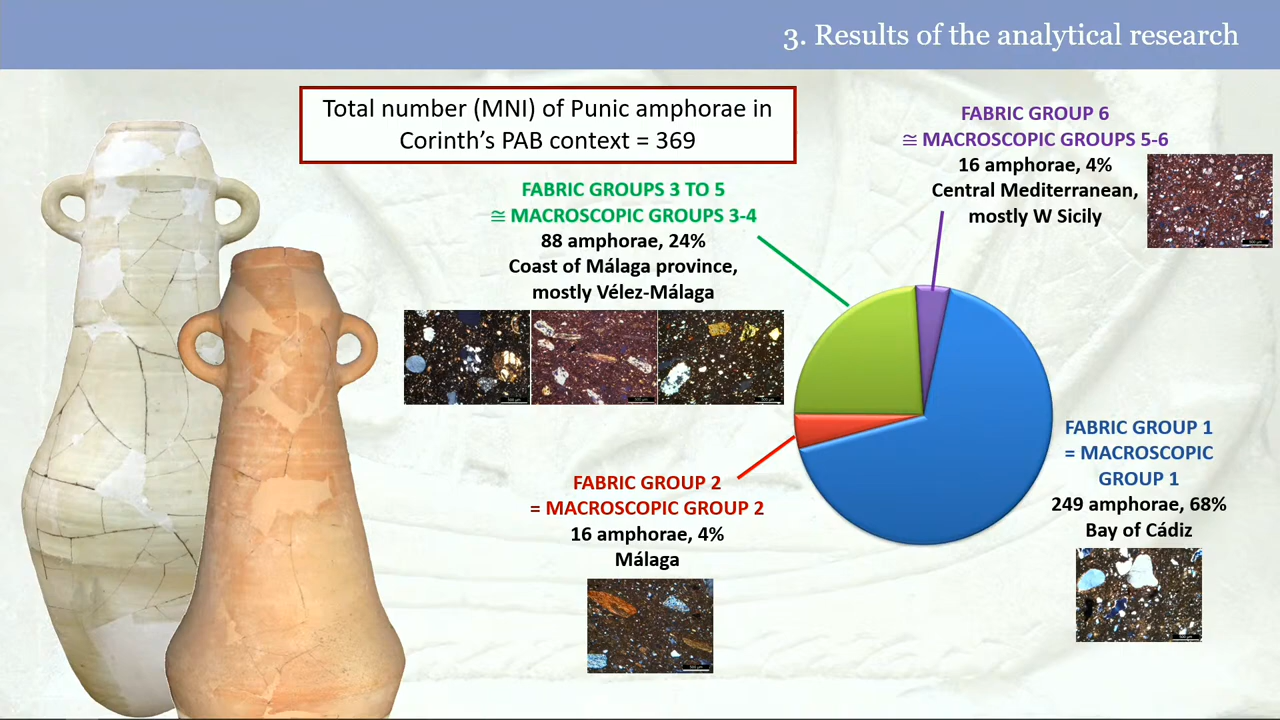 3. Results of the analytical research
Total number (MNI) of Punic amphorae in
Corinth's PAB context = 369
FABRIC GROUP 6
≅ MACROSCOPIC GROUPS 5-6
16 amphorae, 4%
Central Mediterranean,
mostly W Sicily
FABRIC GROUPS 3 TO 5
≅ MACROSCOPIC GROUPS 3-4
88 amphorae, 24%
Coast of Málaga province,
mostly Vélez-Málaga
FABRIC GROUP 1
= MACROSCOPIC
GROUP 1
249 amphorae, 68%
Bay of Cádiz
FABRIC GROUP 2
= MACROSCOPIC GROUP 2
16 amphorae, 4%
Málaga